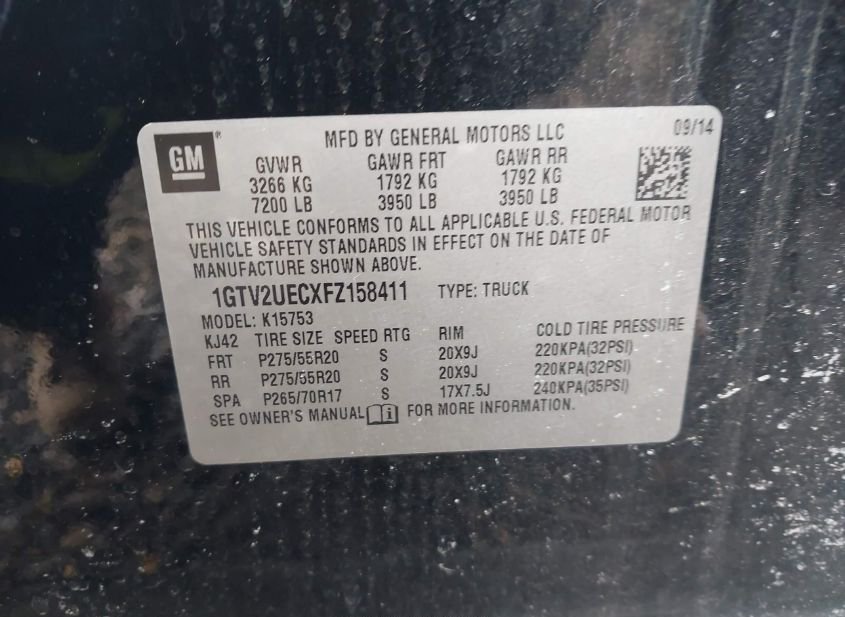 GM®
MFD BY GENERAL MOTORS LLC 09/14
GVWR GAWR FRT GAWR RR
3266 KG 1792 KG 1792 KG
7200 LB 3950 LB 3950 LB
THIS VEHICLE CONFORMS TO ALL APPLICABLE U.S. FEDERAL MOTOR
VEHICLE SAFETY STANDARDS IN EFFECT ON THE DATE OF
MANUFACTURE SHOWN ABOVE.
1GTV2UECXFZ158411 TYPE: TRUCK
MODEL: K15753
KJ42 TIRE SIZE SPEED RTG RIM COLD TIRE PRESSURE
FRT P275/55R20 S 20X9J 220KPA(32PSI)
RR P275/55R20 S 20X9J 220KPA(32PSI)
SPA P265/70R17 S 17X7.5J 240KPA(35PSI)
SEE OWNER'S MANUAL FOR MORE INFORMATION.